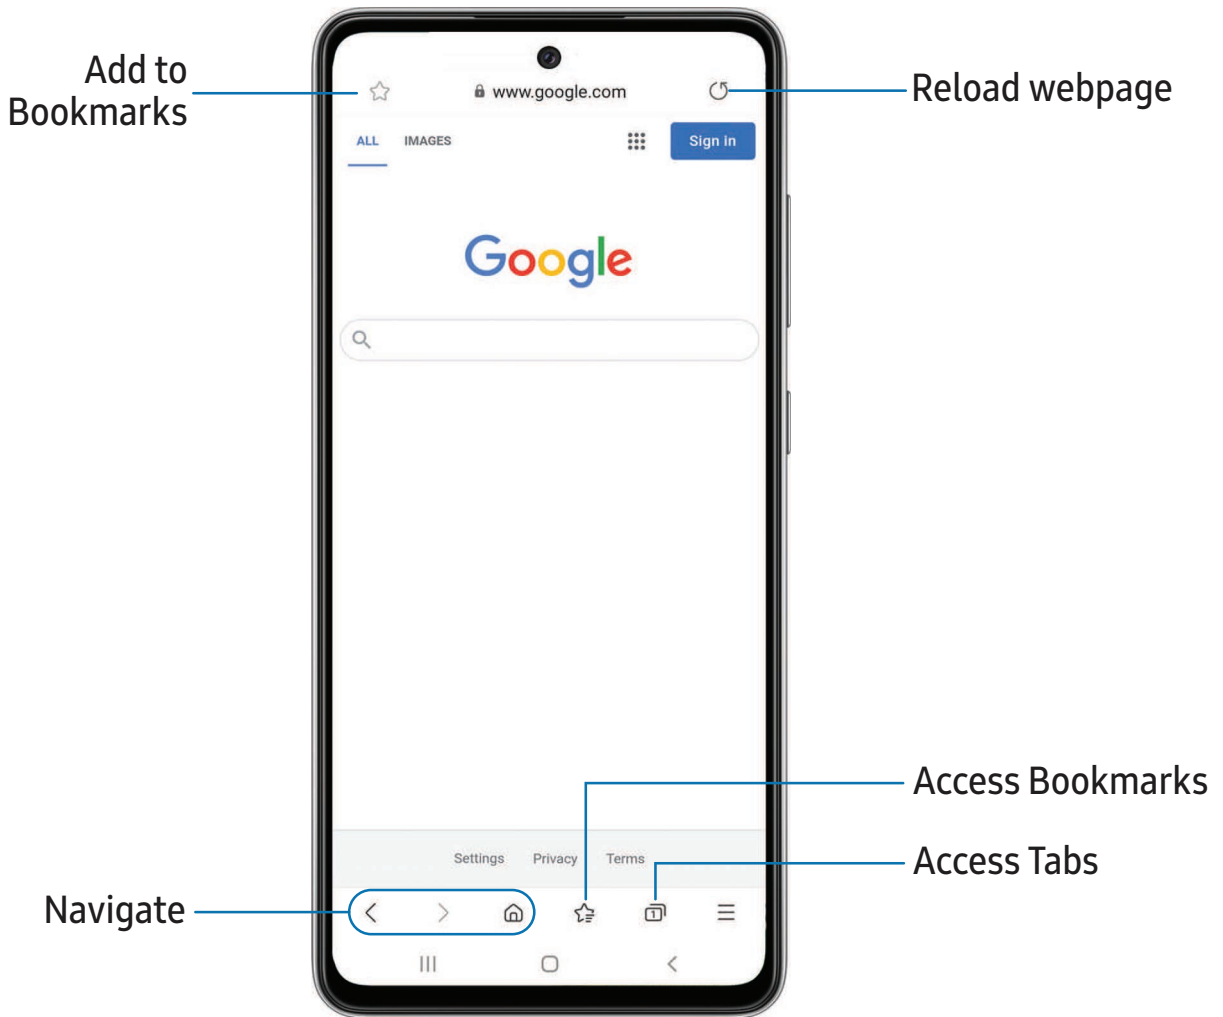 Add to
Bookmarks
www.google.com
Reload webpage
ALL IMAGES Sign in
Google
Access Bookmarks
Settings Privacy Terms
Access Tabs
Navigate
1